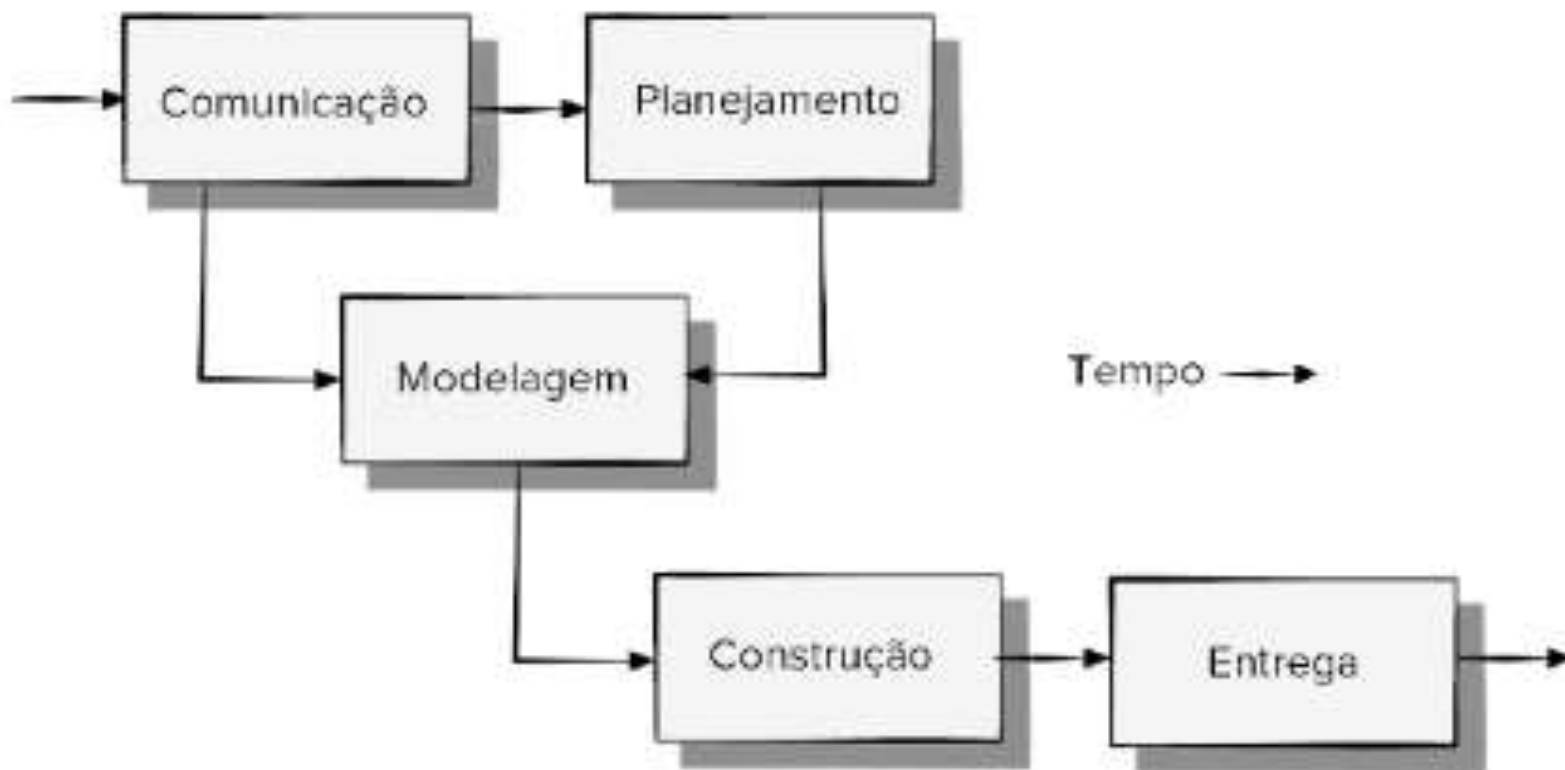 Comunicação
Planejamento
Modelagem
Tempo
Construção
Entrega